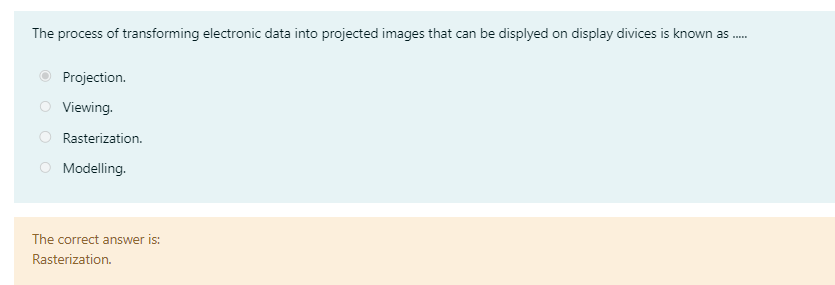 The process of transforming electronic data into projected images that can be displyed on display divices is known as .....
Projection.
Viewing.
Rasterization.
Modelling.
The correct answer is:
Rasterization.